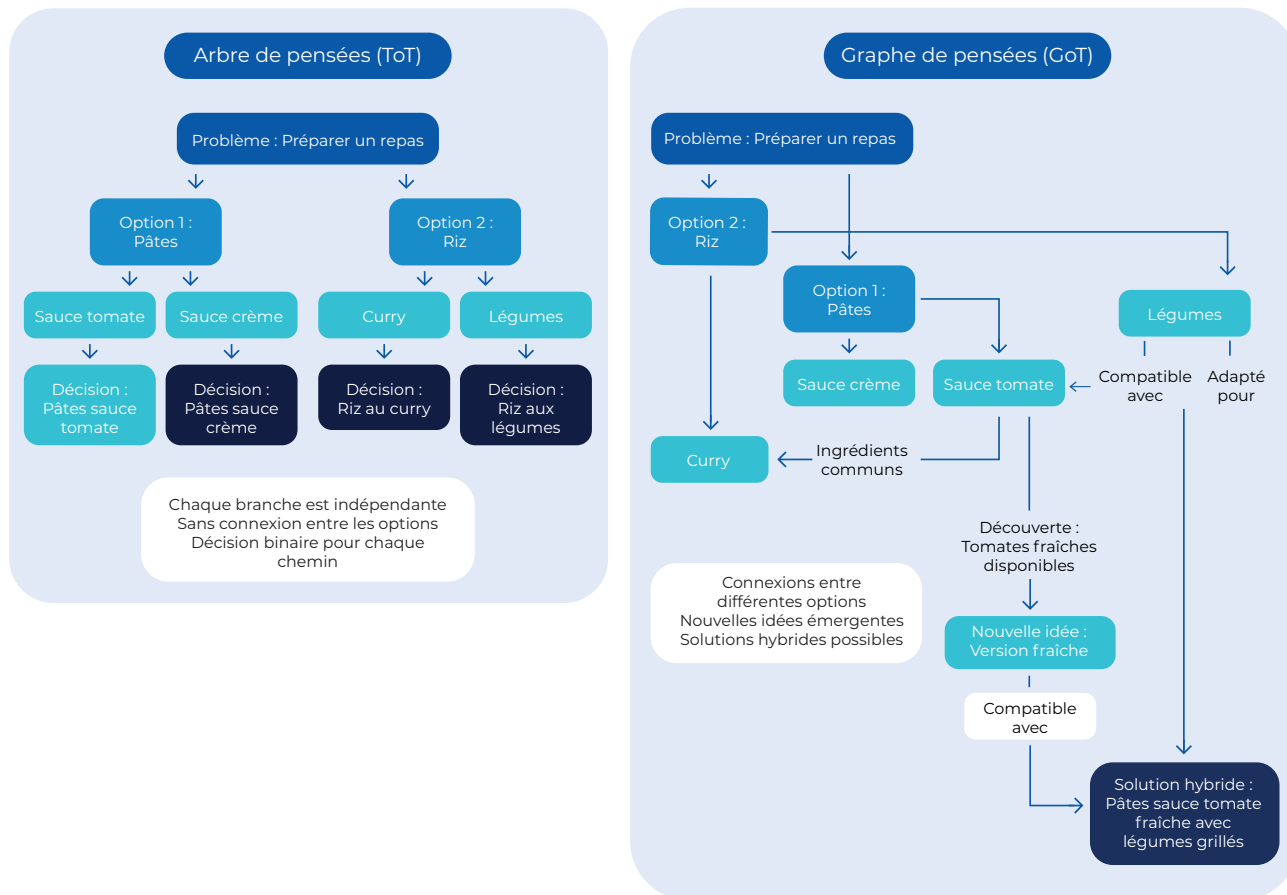 Arbre de pensées (ToT)
Problème : Préparer un repas
Option 1 :
Pâtes
Option 2 :
Riz
Sauce tomate
Sauce crème
Curry
Légumes
Décision :
Pâtes sauce
tomate
Décision :
Pâtes sauce
crème
Décision :
Riz au curry
Décision :
Riz aux
légumes
Chaque branche est indépendante
Sans connexion entre les options
Décision binaire pour chaque
chemin
Graphe de pensées (GoT)
Problème : Préparer un repas
Option 2 :
Riz
Option 1 :
Pâtes
Légumes
Sauce crème
Sauce tomate
Compatible
avec
Adapté
pour
Curry
Ingrédients
communs
Découverte :
Tomates fraîches
disponibles
Connexions entre
différentes options
Nouvelles idées émergentes
Solutions hybrides possibles
Nouvelle idée :
Version fraîche
Compatible
avec
Solution hybride :
Pâtes sauce tomate
fraîche avec
légumes grillés